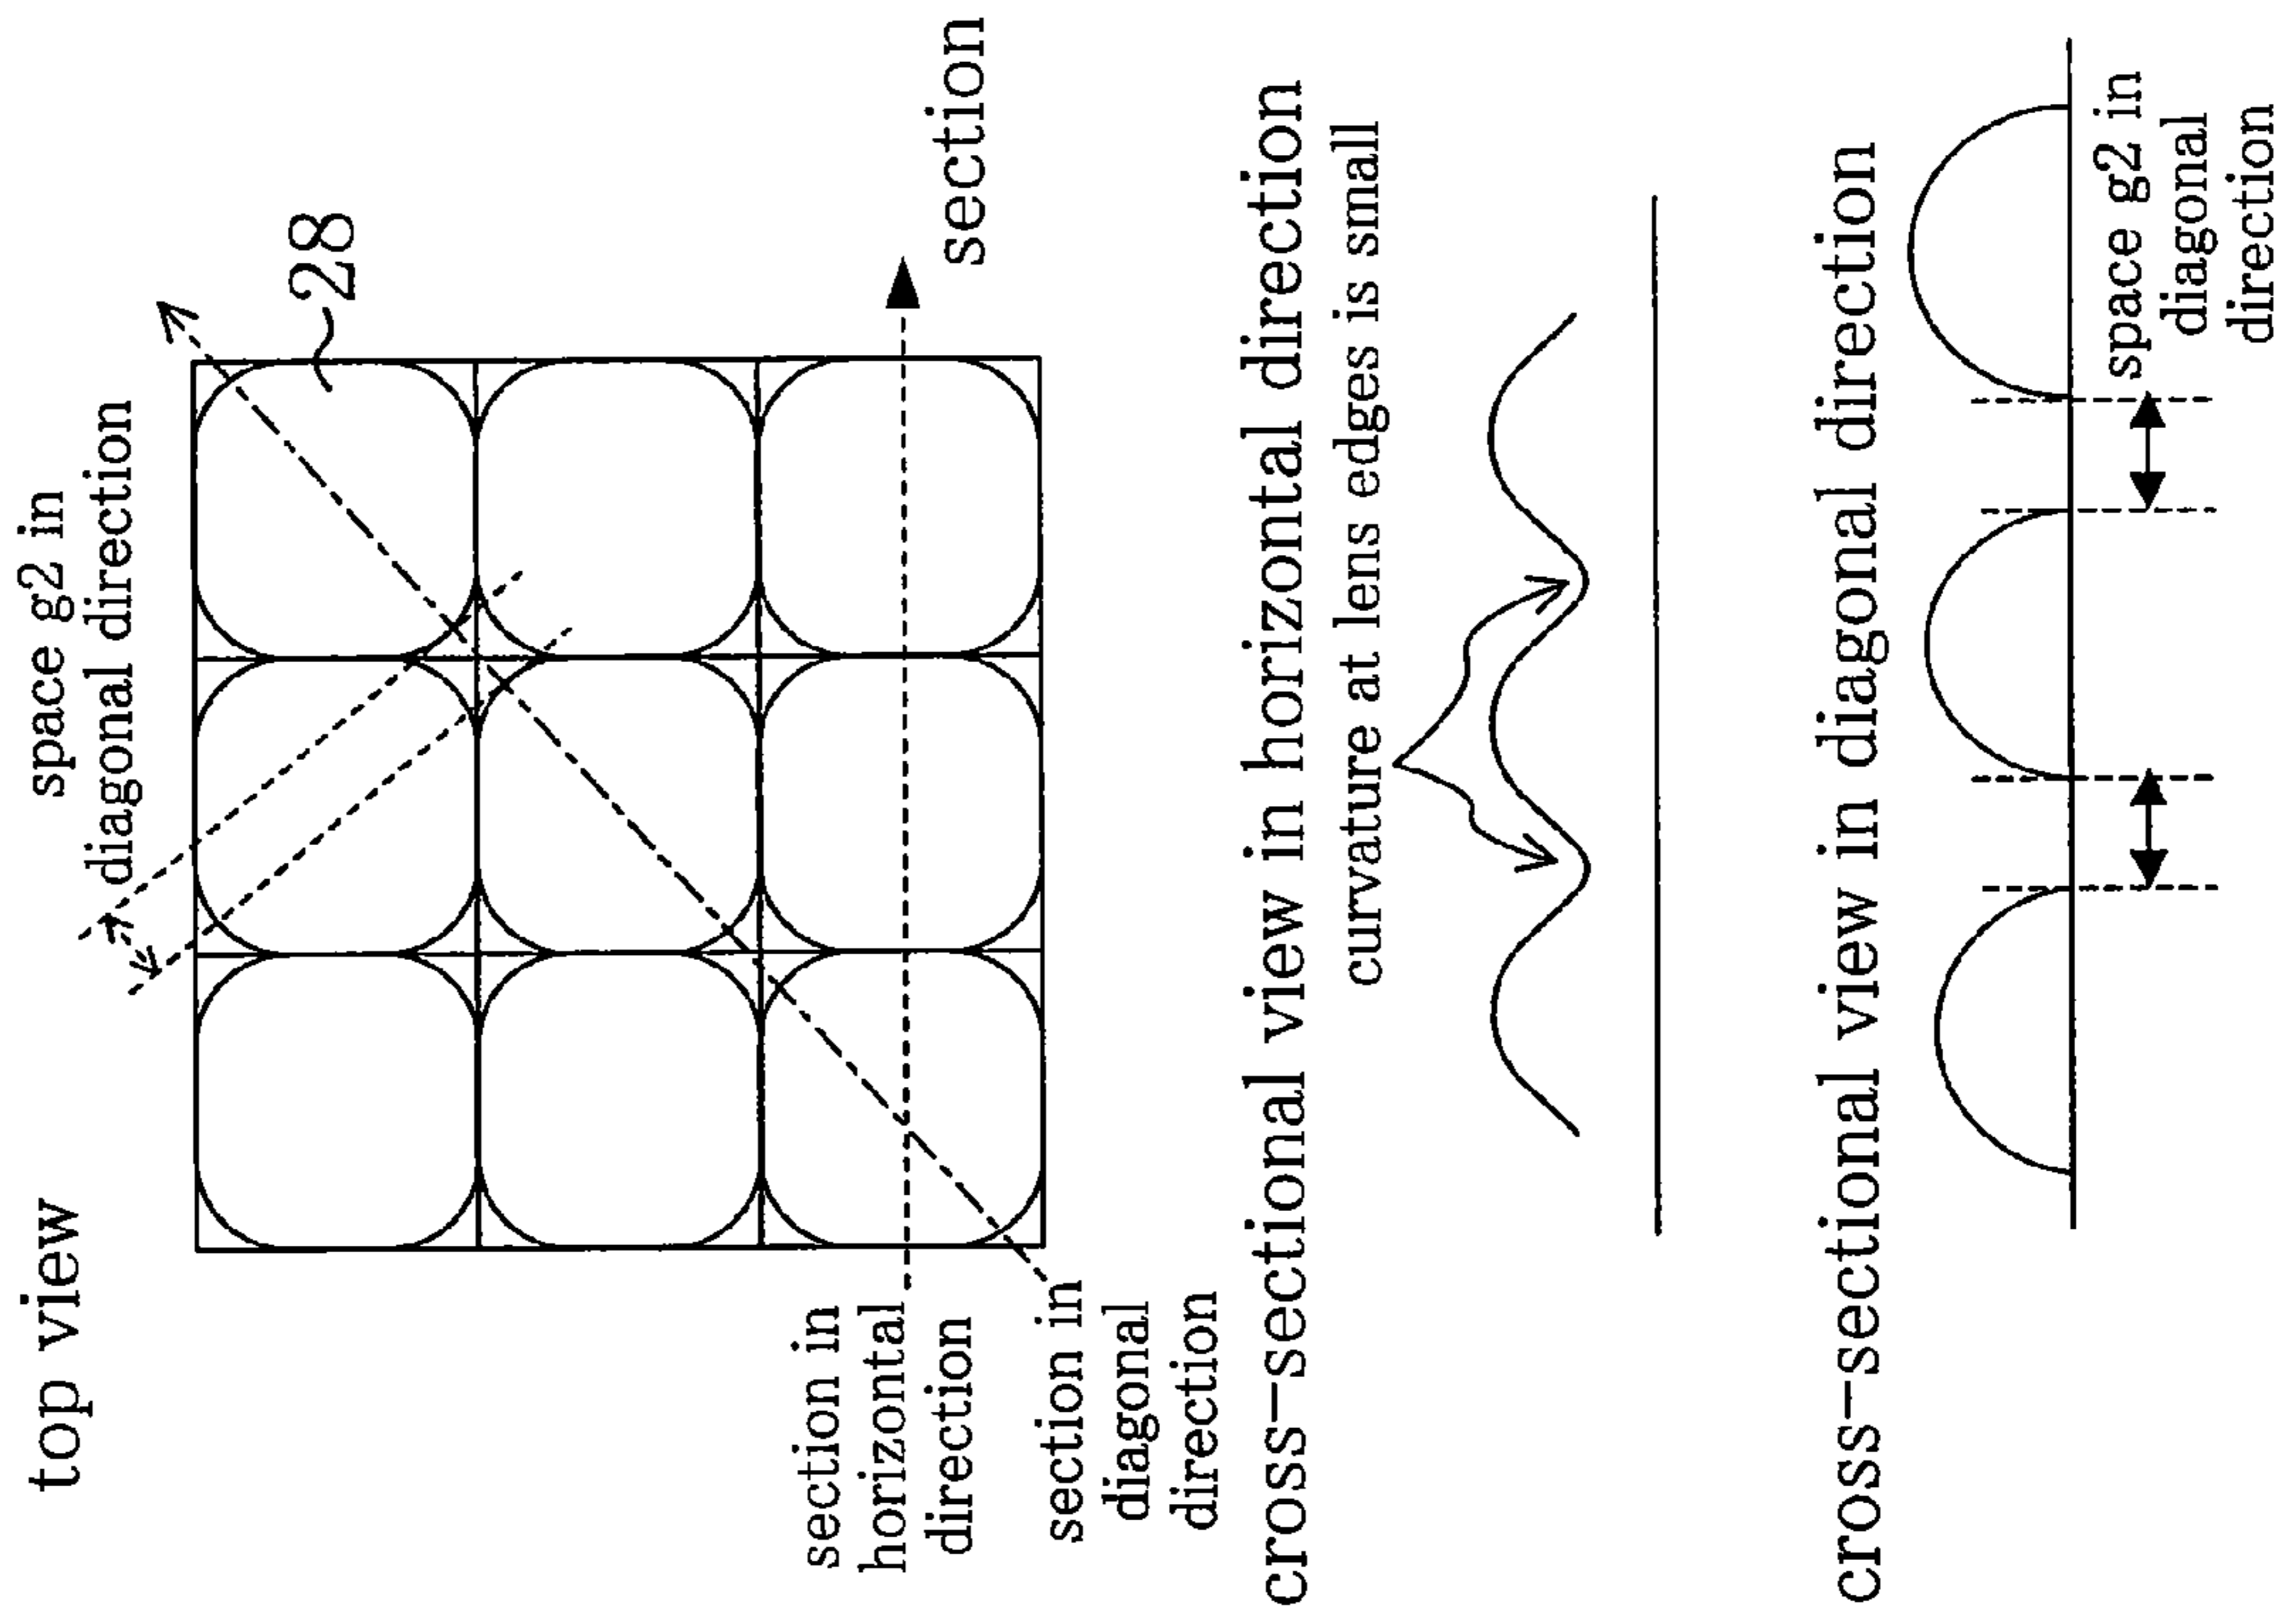 top view
space g2 in
diagonal direction
28
section
section in
horizontal
direction
section in
diagonal
direction
cross-sectional view in horizontal direction
curvature at lens edges is small
cross-sectional view in diagonal direction
space g2 in
diagonal
direction